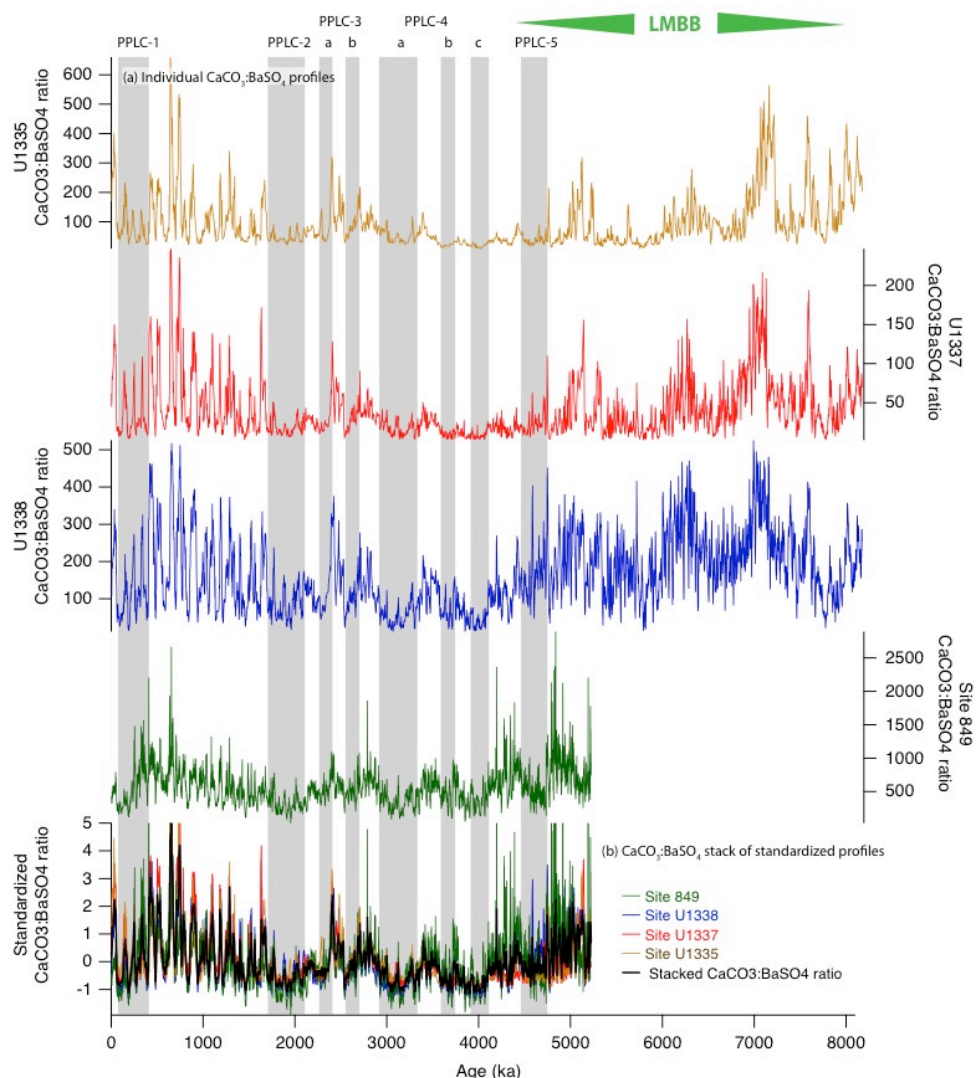 PPLC-3 PPLC-4
PPLC-1 PPLC-2 a b a b c PPLC-5 LMBB
(a) Individual CaCO3:BaSO4 profiles
U1335
CaCO3:BaSO4 ratio
600
500
400
300
200
100
U1337
CaCO3:BaSO4 ratio
200
150
100
50
U1338
CaCO3:BaSO4 ratio
500
400
300
200
100
Site 849
CaCO3:BaSO4 ratio
2500
2000
1500
1000
500
Standardized
CaCO3:BaSO4 ratio
5
4
3
2
1
0
-1
(b) CaCO3:BaSO4 stack of standardized profiles
Site 849
Site U1338
Site U1337
Site U1335
Stacked CaCO3:BaSO4 ratio
0 1000 2000 3000 4000 5000 6000 7000 8000
Age (ka)